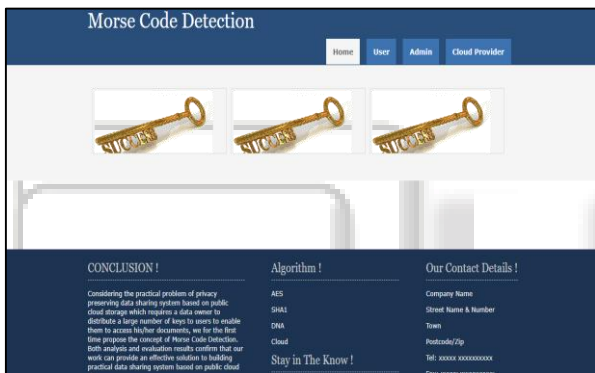 Morse Code Detection
Home User Admin Cloud Provider
SUCCESS SUCCESS SUCCESS
CONCLUSION !
Considering the practical problem of privacy
preserving data sharing system based on public
cloud storage which requires a data owner to
distribute a large number of keys to users to enable
them to access his/her documents, we for the first
time propose the concept of Morse Code Detection.
Both analysis and evaluation results confirm that our
work can provide an effective solution to building
practical data sharing system based on public cloud
Algorithm !
AES
SHA1
DNA
Cloud
Stay in The Know !
Our Contact Details !
Company Name
Street Name & Number
Town
Postcode/Zip
Tel: xxxxx xxxxxxxxxx